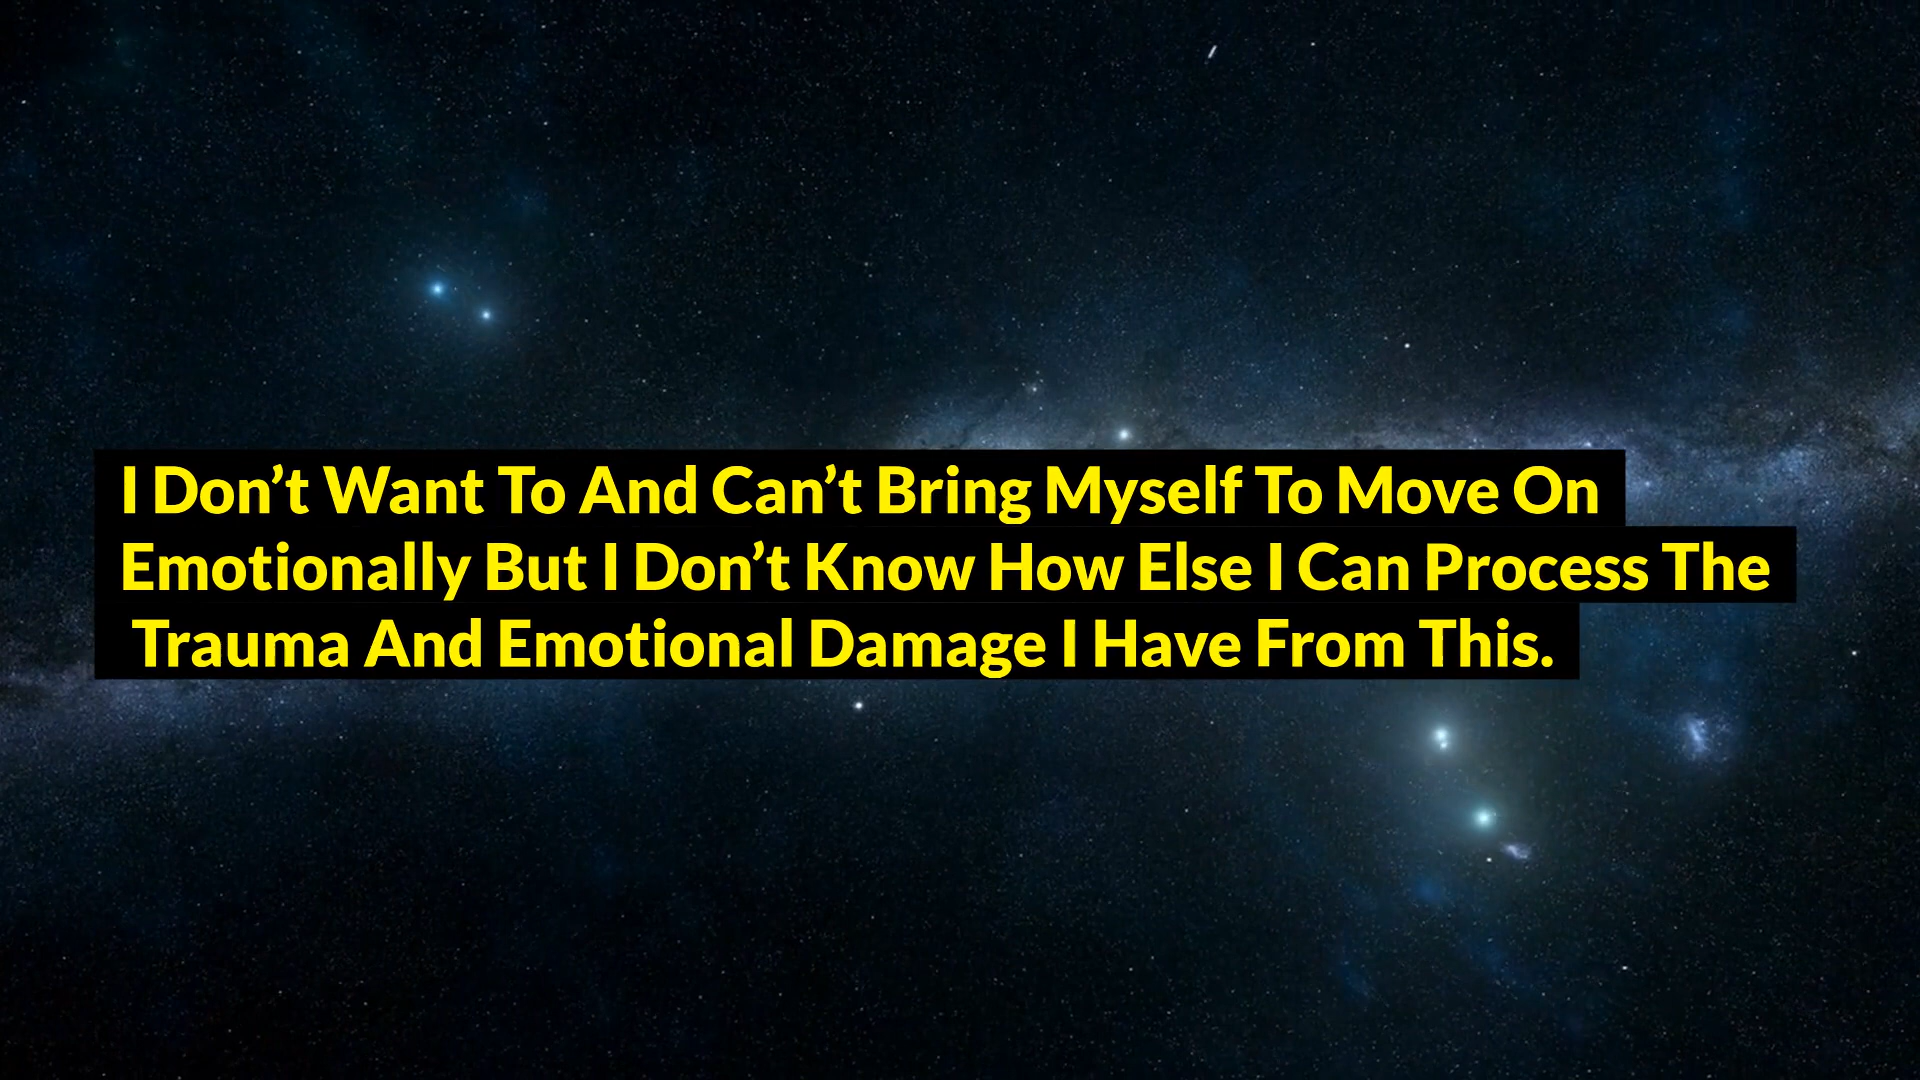 I Don’t Want To And Can’t Bring Myself To Move On
Emotionally But I Don’t Know How Else I Can Process The
Trauma And Emotional Damage I Have From This.